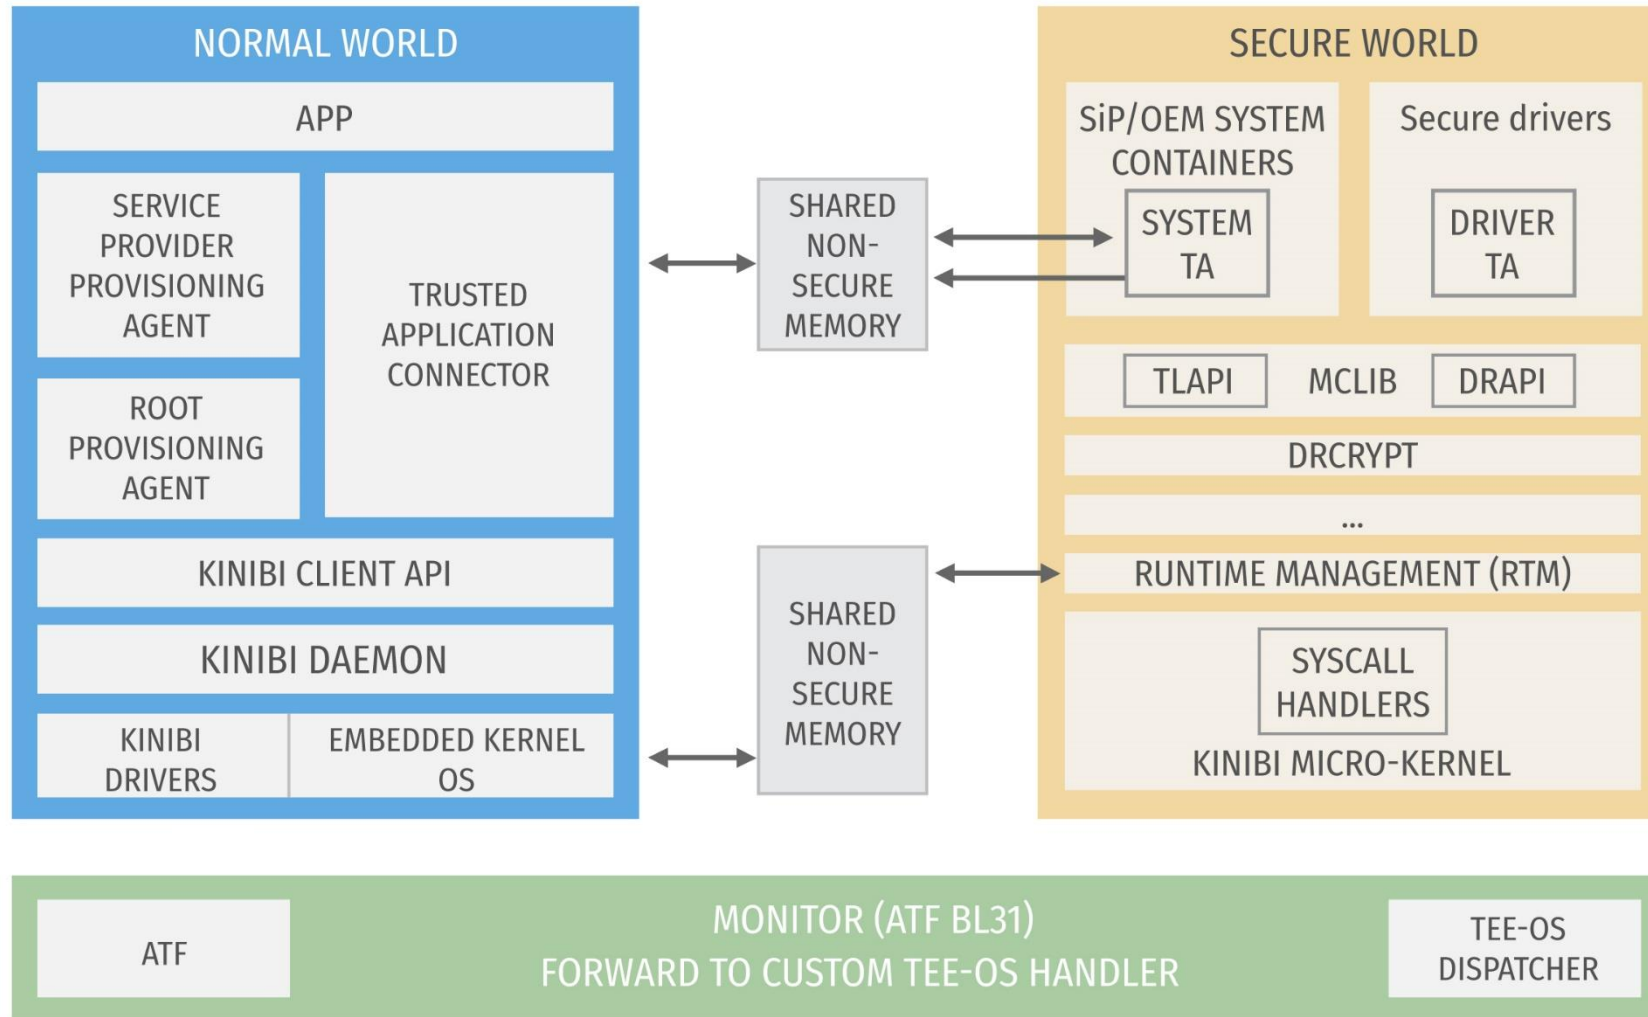 NORMAL WORLD
APP
SERVICE
PROVIDER
PROVISIONING
AGENT
TRUSTED
APPLICATION
CONNECTOR
ROOT
PROVISIONING
AGENT
KINIBI CLIENT API
KINIBI DAEMON
KINIBI
DRIVERS
EMBEDDED KERNEL
OS
SHARED
NON-
SECURE
MEMORY
SHARED
NON-
SECURE
MEMORY
SECURE WORLD
SiP/OEM SYSTEM
CONTAINERS
SYSTEM
TA
Secure drivers
DRIVER
TA
TLAPI
MCLIB
DRAPI
DRCRYPT
...
RUNTIME MANAGEMENT (RTM)
SYSCALL
HANDLERS
KINIBI MICRO-KERNEL
ATF
MONITOR (ATF BL31)
FORWARD TO CUSTOM TEE-OS HANDLER
TEE-OS
DISPATCHER